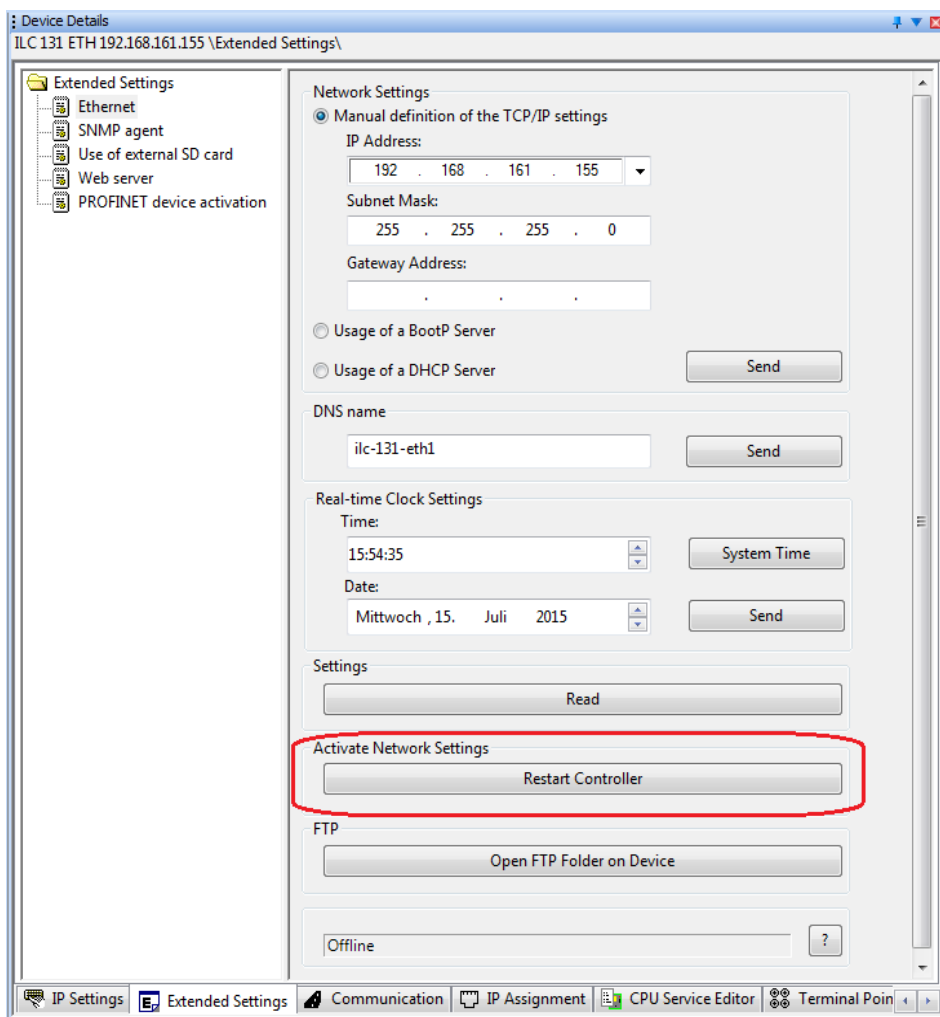 Device Details
ILC 131 ETH 192.168.161.155 \Extended Settings\
Extended Settings
Ethernet
SNMP agent
Use of external SD card
Web server
PROFINET device activation
Network Settings
Manual definition of the TCP/IP settings
IP Address:
192 . 168 . 161 . 155
Subnet Mask:
255 . 255 . 255 . 0
Gateway Address:
. . .
Usage of a BootP Server
Usage of a DHCP Server
Send
DNS name
ilc-131-eth1
Send
Real-time Clock Settings
Time:
15:54:35
System Time
Date:
Mittwoch , 15. Juli 2015
Send
Settings
Read
Activate Network Settings
Restart Controller
FTP
Open FTP Folder on Device
Offline
?
IP Settings
Extended Settings
Communication
IP Assignment
CPU Service Editor
Terminal Poin